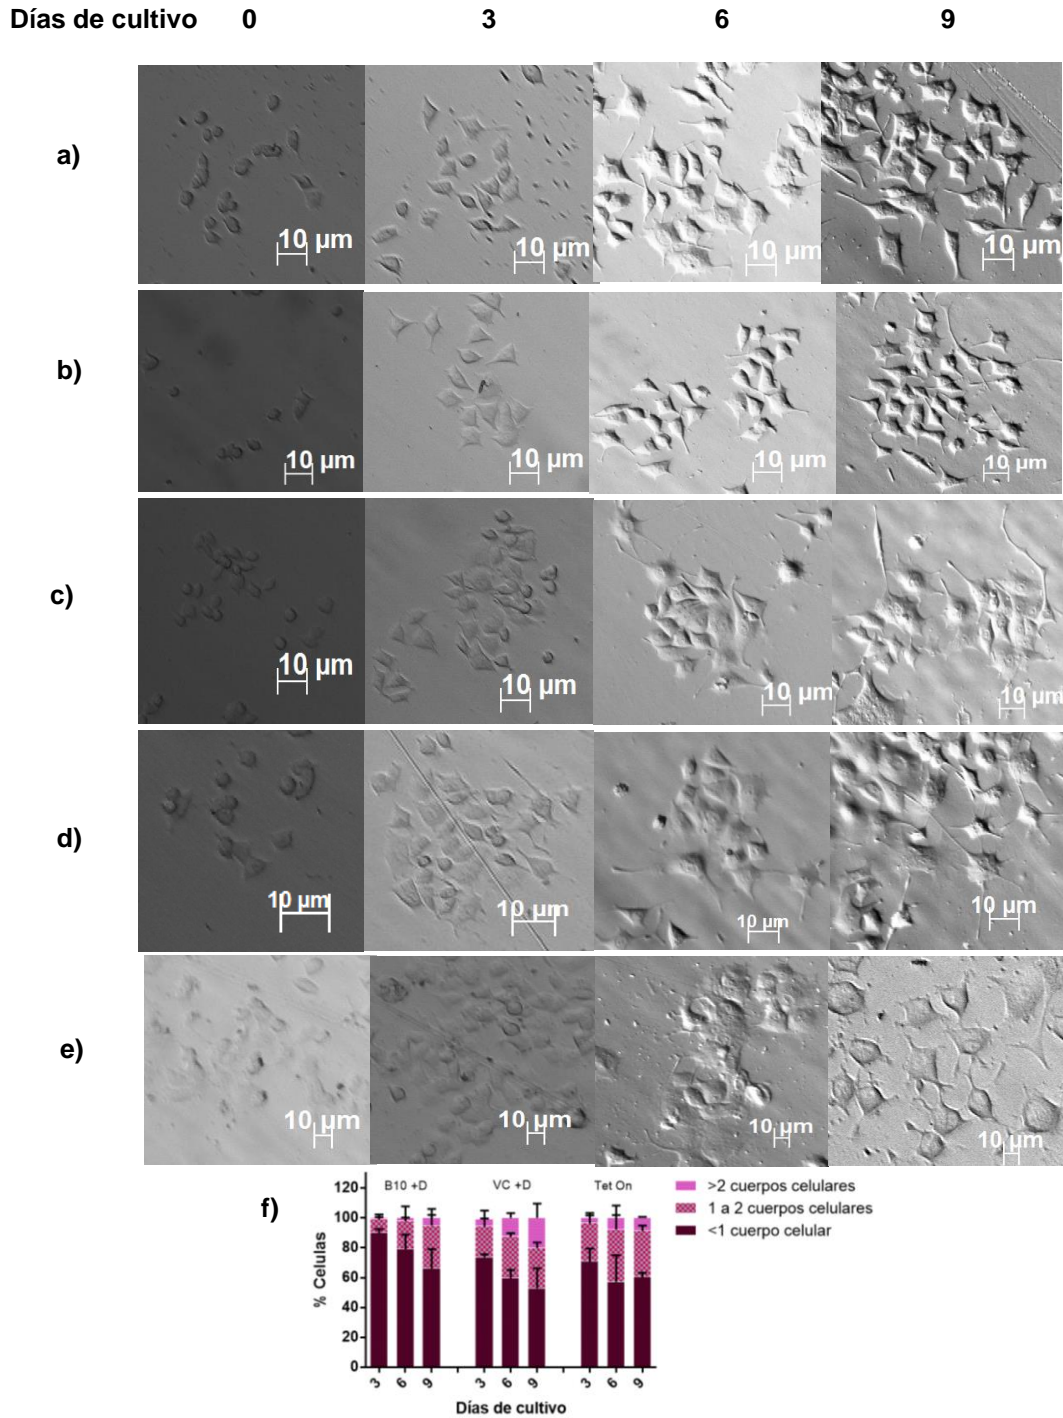 Días de cultivo 0 3 6 9
a)
10 µm 10 µm 10 µm 10 µm
b)
10 µm 10 µm 10 µm 10 µm
c)
10 µm 10 µm 10 µm 10 µm
d)
10 µm 10 µm 10 µm 10 µm
e)
10 µm 10 µm 10 µm 10 µm
f)
B10 +D VC +D Tet On
>2 cuerpos celulares
1 a 2 cuerpos celulares
<1 cuerpo celular
% Celulas
120
100
80
60
40
20
0
3 6 9 3 6 9 3 6 9
Días de cultivo